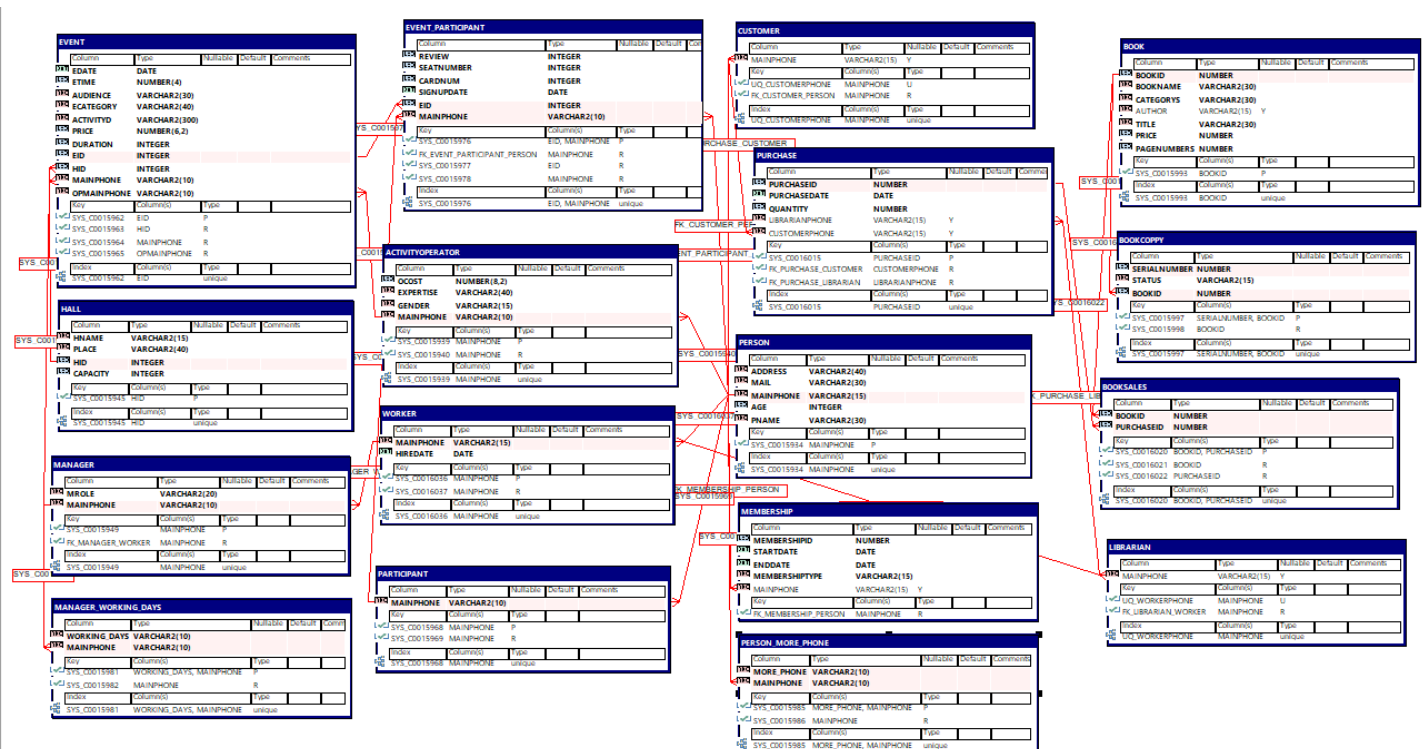 EVENT
Column Type Nullable Default Comments
EDATE DATE
ETIME NUMBER(4)
AUDIENCE VARCHAR2(30)
ECATEGORY VARCHAR2(40)
ACTIVITYD VARCHAR2(300)
PRICE NUMBER(6,2)
DURATION INTEGER
EID INTEGER
HID INTEGER
MAINPHONE VARCHAR2(10)
OPMAINPHONE VARCHAR2(10)
Key Column(s) Type
SYS_C0015962 EID P
SYS_C0015963 HID R
SYS_C0015964 MAINPHONE R
SYS_C0015965 OPMAINPHONE R
Index Column(s) Type
SYS_C0015962 EID unique
HALL
Column Type Nullable Default Comments
HNAME VARCHAR2(15)
PLACE VARCHAR2(40)
HID INTEGER
CAPACITY INTEGER
Key Column(s) Type
SYS_C0015945 HID P
Index Column(s) Type
SYS_C0015945 HID unique
MANAGER
Column Type Nullable Default Comments
MROLE VARCHAR2(20)
MAINPHONE VARCHAR2(10)
Key Column(s) Type
SYS_C0015949 MAINPHONE P
FK_MANAGER_WORKER MAINPHONE R
Index Column(s) Type
SYS_C0015949 MAINPHONE unique
MANAGER_WORKING_DAYS
Column Type Nullable Default Comm
WORKING_DAYS VARCHAR2(10)
MAINPHONE VARCHAR2(10)
Key Column(s) Type
SYS_C0015981 WORKING_DAYS, MAINPHONE P
SYS_C0015982 MAINPHONE R
Index Column(s) Type
SYS_C0015981 WORKING_DAYS, MAINPHONE unique
EVENT_PARTICIPANT
Column Type Nullable Default Con
REVIEW INTEGER
SEATNUMBER INTEGER
CARDNUM INTEGER
SIGNUPDATE DATE
EID INTEGER
MAINPHONE VARCHAR2(10)
Key Column(s) Type
SYS_C0015976 EID, MAINPHONE P
FK_EVENT_PARTICIPANT_PERSON MAINPHONE R
SYS_C0015977 EID R
SYS_C0015978 MAINPHONE R
Index Column(s) Type
SYS_C0015976 EID, MAINPHONE unique
ACTIVITYOPERATOR
Column Type Nullable Default Comments
OCOST NUMBER(8,2)
EXPERTISE VARCHAR2(40)
GENDER VARCHAR2(15)
MAINPHONE VARCHAR2(10)
Key Column(s) Type
SYS_C0015939 MAINPHONE P
SYS_C0015940 MAINPHONE R
Index Column(s) Type
SYS_C0015939 MAINPHONE unique
WORKER
Column Type Nullable Default Comments
MAINPHONE VARCHAR2(15)
HIREDATE DATE
Key Column(s) Type
SYS_C0016036 MAINPHONE P
SYS_C0016037 MAINPHONE R
Index Column(s) Type
SYS_C0016036 MAINPHONE unique
PARTICIPANT
Column Type Nullable Default Comments
MAINPHONE VARCHAR2(10)
Key Column(s) Type
SYS_C0015968 MAINPHONE P
SYS_C0015969 MAINPHONE R
Index Column(s) Type
SYS_C0015968 MAINPHONE unique
CUSTOMER
Column Type Nullable Default Comments
MAINPHONE VARCHAR2(15) Y
Key Column(s) Type
UQ_CUSTOMERPHONE MAINPHONE U
FK_CUSTOMER_PERSON MAINPHONE R
Index Column(s) Type
UQ_CUSTOMERPHONE MAINPHONE unique
PURCHASE
Column Type Nullable Default Commer
PURCHASEID NUMBER
PURCHASEDATE DATE
QUANTITY NUMBER
LIBRARIANPHONE VARCHAR2(15) Y
CUSTOMERPHONE VARCHAR2(15) Y
Key Column(s) Type
SYS_C0016015 PURCHASEID P
FK_PURCHASE_CUSTOMER CUSTOMERPHONE R
FK_PURCHASE_LIBRARIAN LIBRARIANPHONE R
Index Column(s) Type
SYS_C0016015 PURCHASEID unique
PERSON
Column Type Nullable Default Comments
ADDRESS VARCHAR2(40)
MAIL VARCHAR2(30)
MAINPHONE VARCHAR2(15)
AGE INTEGER
PNAME VARCHAR2(30)
Key Column(s) Type
SYS_C0015934 MAINPHONE P
Index Column(s) Type
SYS_C0015934 MAINPHONE unique
MEMBERSHIP
Column Type Nullable Default Comments
MEMBERSHIPID NUMBER
STARTDATE DATE
ENDDATE DATE
MEMBERSHIPTYPE VARCHAR2(15)
MAINPHONE VARCHAR2(15) Y
Key Column(s) Type
FK_MEMBERSHIP_PERSON MAINPHONE R
PERSON_MORE_PHONE
Column Type Nullable Default Comments
MORE_PHONE VARCHAR2(10)
MAINPHONE VARCHAR2(10)
Key Column(s) Type
SYS_C0015985 MORE_PHONE, MAINPHONE P
SYS_C0015986 MAINPHONE R
Index Column(s) Type
SYS_C0015985 MORE_PHONE, MAINPHONE unique
BOOK
Column Type Nullable Default Comments
BOOKID NUMBER
BOOKNAME VARCHAR2(30)
CATEGORYS VARCHAR2(30)
AUTHOR VARCHAR2(15) Y
TITLE VARCHAR2(30)
PRICE NUMBER
PAGENUMBERS NUMBER
Key Column(s) Type
SYS_C0015993 BOOKID P
Index Column(s) Type
SYS_C0015993 BOOKID unique
BOOKCOPPY
Column Type Nullable Default Comments
SERIALNUMBER NUMBER
STATUS VARCHAR2(15)
BOOKID NUMBER
Key Column(s) Type
SYS_C0015997 SERIALNUMBER, BOOKID P
SYS_C0015998 BOOKID R
Index Column(s) Type
SYS_C0015997 SERIALNUMBER, BOOKID unique
BOOKSALES
Column Type Nullable Default Comments
BOOKID NUMBER
PURCHASEID NUMBER
Key Column(s) Type
SYS_C0016020 BOOKID, PURCHASEID P
SYS_C0016021 BOOKID R
SYS_C0016022 PURCHASEID R
Index Column(s) Type
SYS_C0016020 BOOKID, PURCHASEID unique
LIBRARIAN
Column Type Nullable Default Comments
MAINPHONE VARCHAR2(15) Y
Key Column(s) Type
UQ_WORKERPHONE MAINPHONE U
FK_LIBRARIAN_WORKER MAINPHONE R
Index Column(s) Type
UQ_WORKERPHONE MAINPHONE unique
FK_MEMBERSHIP_PERSON